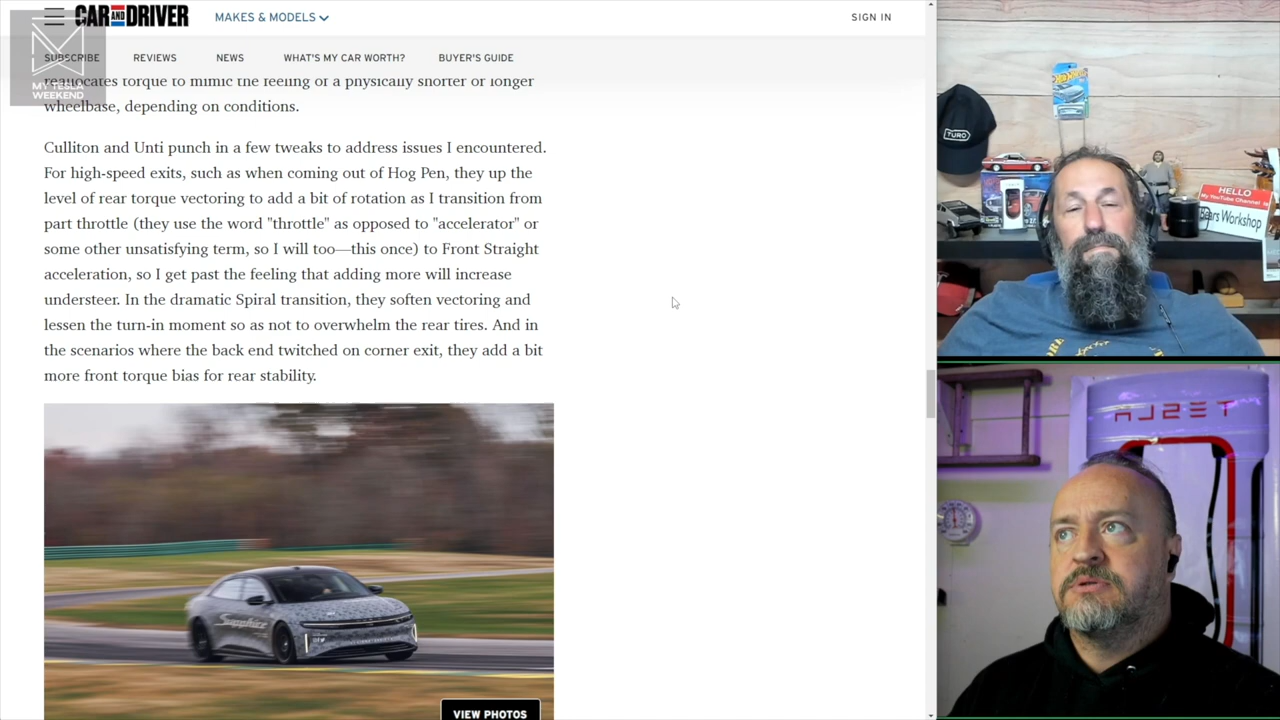 CAR AND DRIVER
MAKES & MODELS
SIGN IN
SUBSCRIBE
REVIEWS
NEWS
WHAT'S MY CAR WORTH?
BUYER'S GUIDE
MY TESLA
WEEKEND
reallocates torque to mimic the feeling of a physically shorter or longer
wheelbase, depending on conditions.
Culliton and Unti punch in a few tweaks to address issues I encountered.
For high-speed exits, such as when coming out of Hog Pen, they up the
level of rear torque vectoring to add a bit of rotation as I transition from
part throttle (they use the word "throttle" as opposed to "accelerator" or
some other unsatisfying term, so I will too—this once) to Front Straight
acceleration, so I get past the feeling that adding more will increase
understeer. In the dramatic Spiral transition, they soften vectoring and
lessen the turn-in moment so as not to overwhelm the rear tires. And in
the scenarios where the back end twitched on corner exit, they add a bit
more front torque bias for rear stability.
Sapphire
VIEW PHOTOS
HOT WHEELS
TURO
HELLO
My YouTube Channel is
Bears Workshop
TESLA